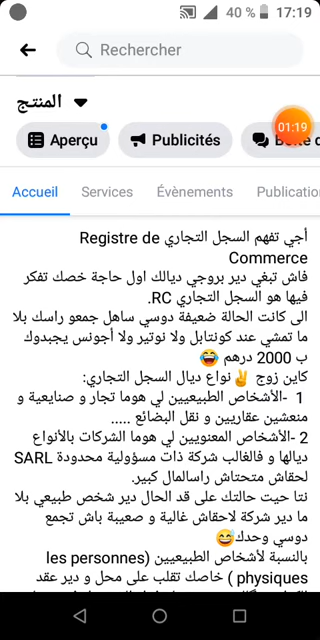 40 % 17:19
Rechercher
المنتج
01:19
Aperçu
Publicités
Accueil
Services
Évènements
Publication
أجي تفهم السجل التجاري Registre de
Commerce
فاش تبغي دير بروجي ديالك اول حاجة خصك تفكر
فيها هو السجل التجاري RC.
الى كانت الحالة ضعيفة دوسي ساهل جمعو راسك بلا
ما تمشي عند كونتابل ولا نوتير ولا أجونس يجبدوك
ب 2000 درهم 😂
كاين زوج ✌ نواع ديال السجل التجاري:
1 -الأشخاص الطبيعيين لي هوما تجار و صنايعية و
منعشين عقاريين و نقل البضائع .....
2 -الأشخاص المعنويين لي هوما الشركات بالأنواع
ديالها و فالغالب شركة ذات مسؤولية محدودة SARL
لحقاش متحتاش راسالمال كبير.
نتا حيت حالتك على قد الحال دير شخص طبيعي بلا
ما دير شركة لاحقاش غالية و صعيبة باش تجمع
دوسي وحدك😅
بالنسبة لأشخاص الطبيعيين (les personnes
physiques ) خاصك تقلب على محل و دير عقد